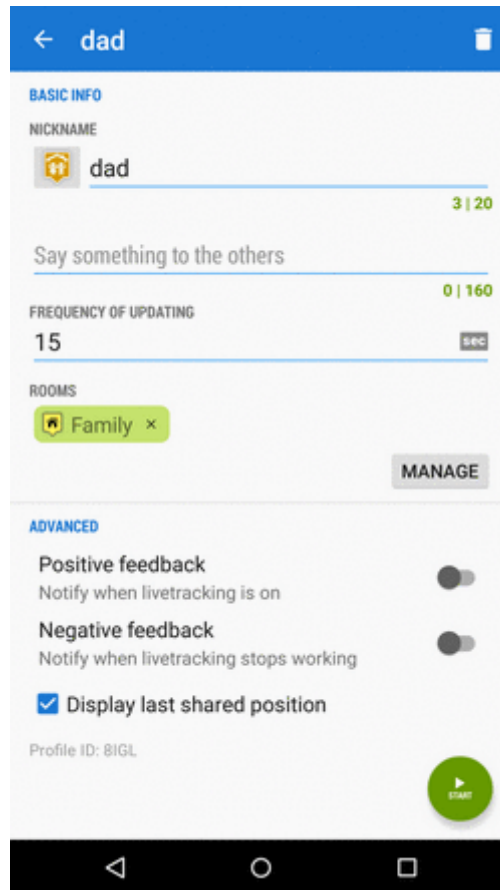 dad
BASIC INFO
NICKNAME
dad
3 | 20
Say something to the others
0 | 160
FREQUENCY OF UPDATING
15
sec
ROOMS
Family ×
MANAGE
ADVANCED
Positive feedback
Notify when livetracking is on
Negative feedback
Notify when livetracking stops working
Display last shared position
Profile ID: 8IGL
START